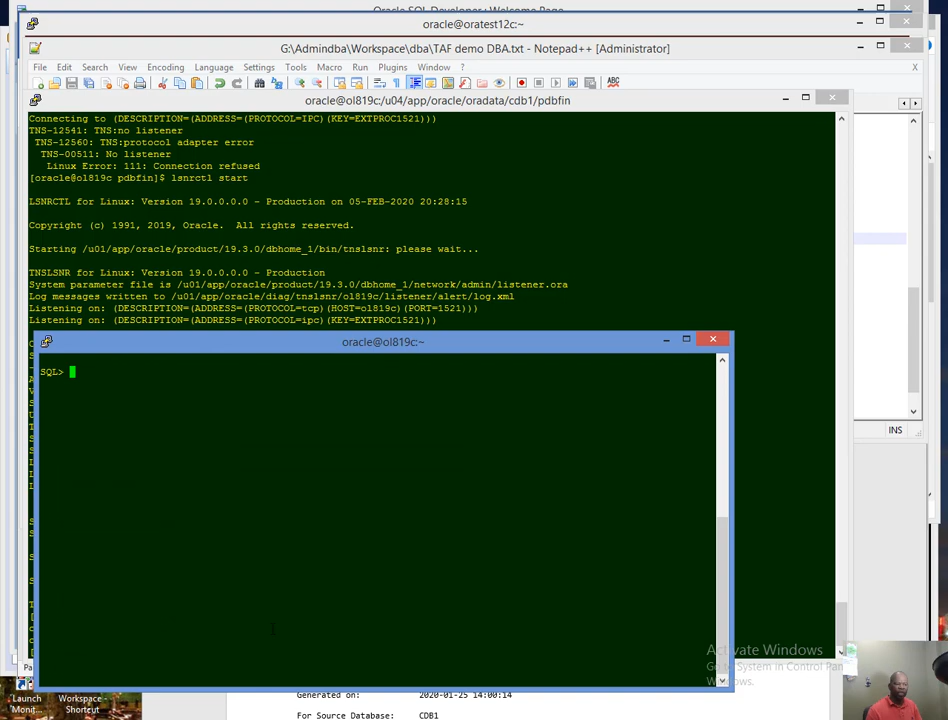 Oracle SQL Developer : Welcome Page
oracle@oratest12c:~
G:\Admindba\Workspace\dba\TAF demo DBA.txt - Notepad++ [Administrator]
File Edit Search View Encoding Language Settings Tools Macro Run Plugins Window ?
X
oracle@ol819c:/u04/app/oracle/oradata/cdb1/pdbfin
Connecting to (DESCRIPTION=(ADDRESS=(PROTOCOL=IPC)(KEY=EXTPROC1521)))
TNS-12541: TNS:no listener
TNS-12560: TNS:protocol adapter error
TNS-00511: No listener
Linux Error: 111: Connection refused
[oracle@ol819c pdbfin]$ lsnrctl start
LSNRCTL for Linux: Version 19.0.0.0.0 - Production on 05-FEB-2020 20:28:15
Copyright (c) 1991, 2019, Oracle.  All rights reserved.
Starting /u01/app/oracle/product/19.3.0/dbhome_1/bin/tnslsnr: please wait...
TNSLSNR for Linux: Version 19.0.0.0.0 - Production
System parameter file is /u01/app/oracle/product/19.3.0/dbhome_1/network/admin/listener.ora
Log messages written to /u01/app/oracle/diag/tnslsnr/ol819c/listener/alert/log.xml
Listening on: (DESCRIPTION=(ADDRESS=(PROTOCOL=tcp)(HOST=ol819c)(PORT=1521)))
Listening on: (DESCRIPTION=(ADDRESS=(PROTOCOL=ipc)(KEY=EXTPROC1521)))
oracle@ol819c:~
SQL>
INS
Activate Windows
Go to System in Control Pan
Windows.
Launch
Monit...
Workspace -
Shortcut
Generated on: 2020-01-25 14:00:14
For Source Database: CDB1